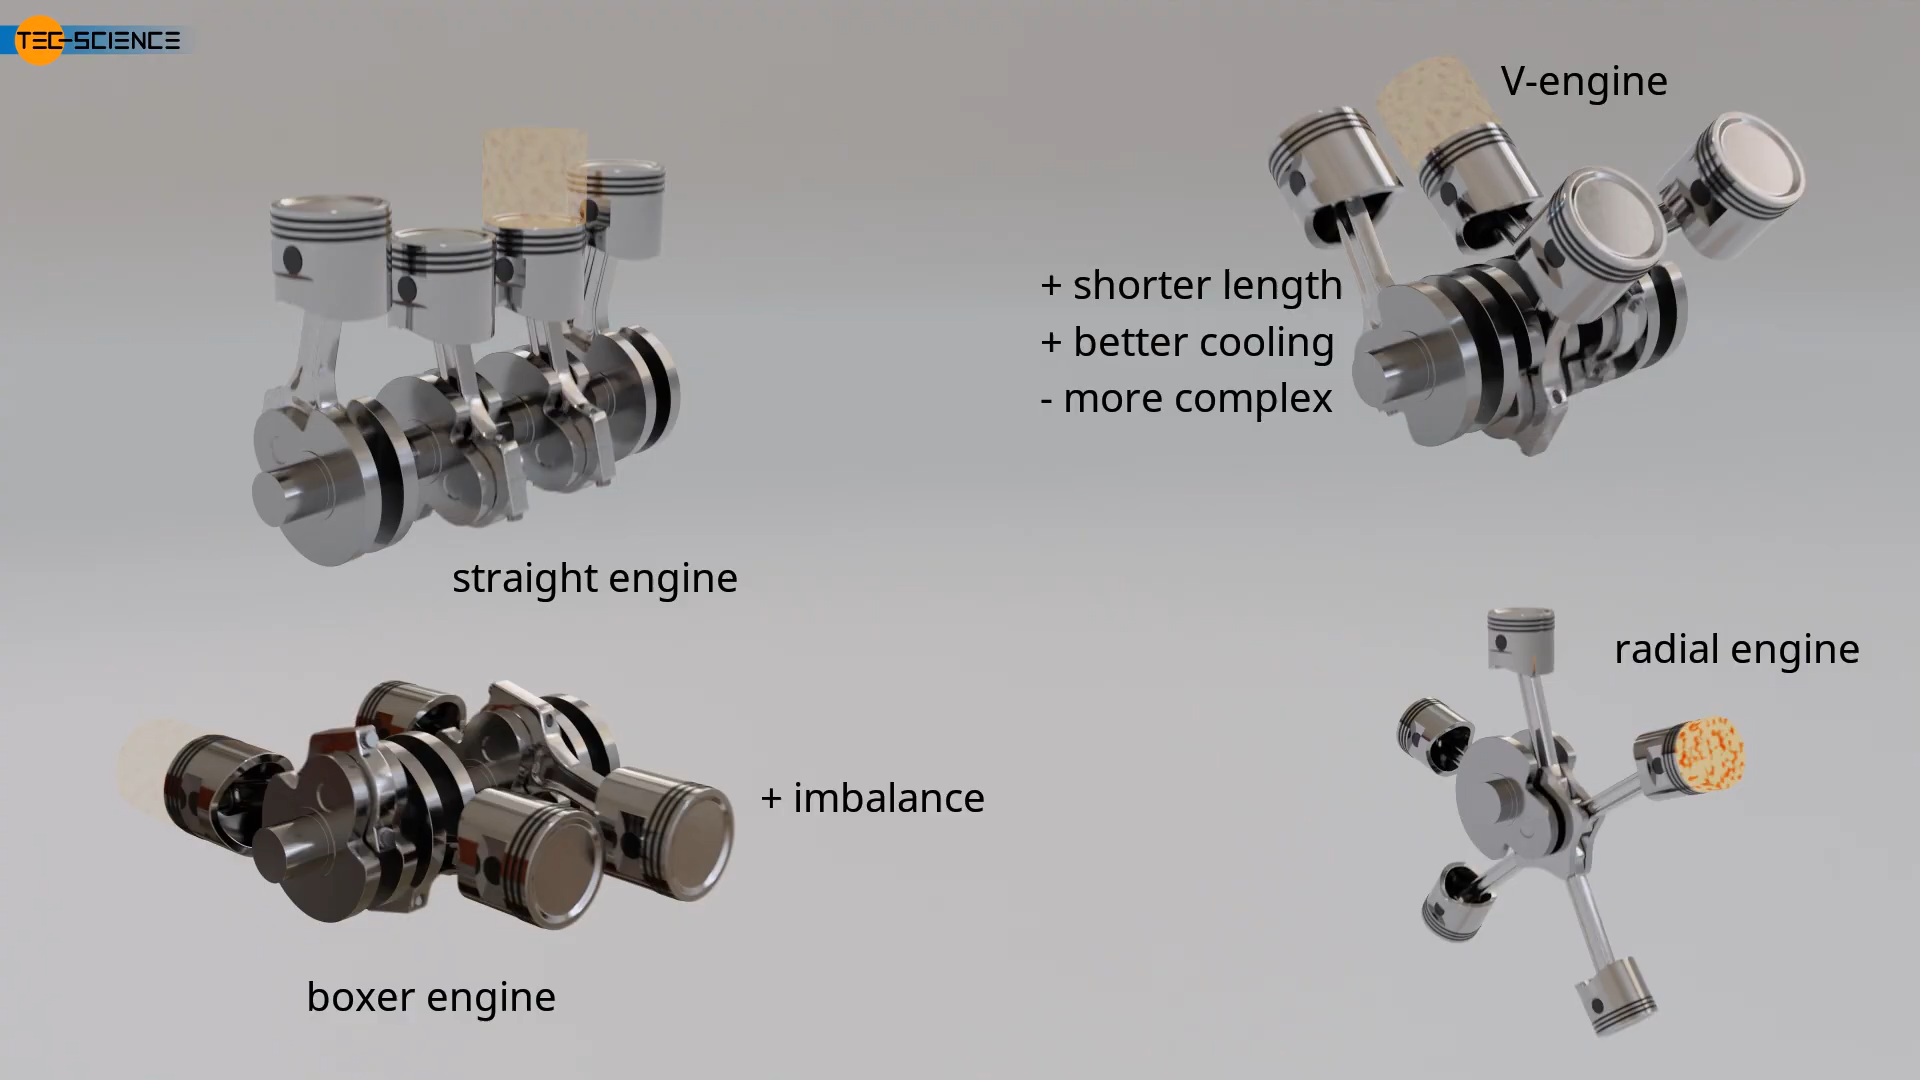 TEC-SCIENCE
V-engine
+ shorter length
+ better cooling
- more complex
straight engine
radial engine
+ imbalance
boxer engine